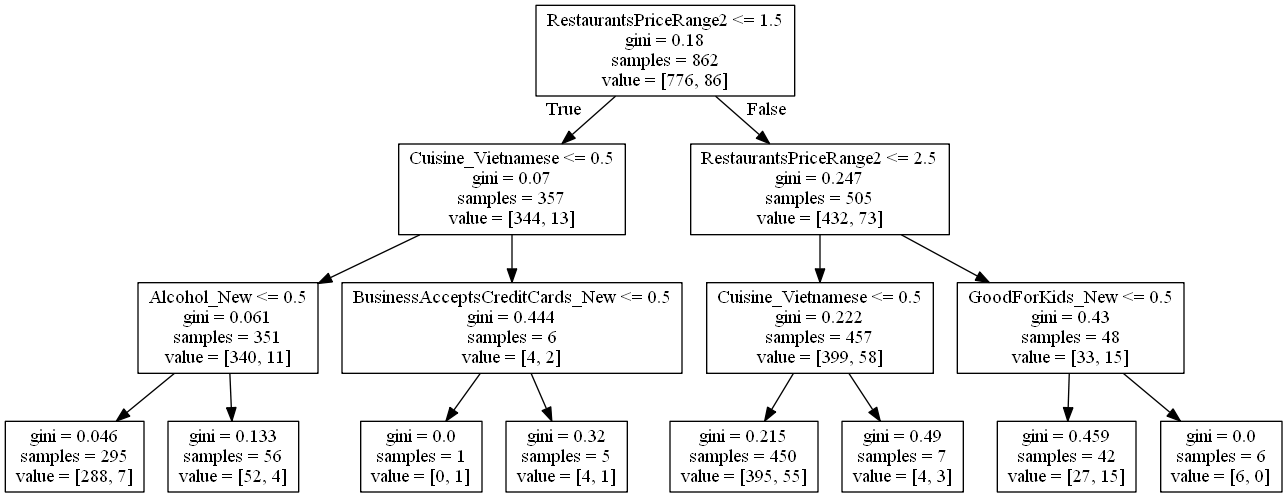 RestaurantsPriceRange2 <= 1.5
gini = 0.18
samples = 862
value = [776, 86]
True
False
Cuisine_Vietnamese <= 0.5
gini = 0.07
samples = 357
value = [344, 13]
RestaurantsPriceRange2 <= 2.5
gini = 0.247
samples = 505
value = [432, 73]
Alcohol_New <= 0.5
gini = 0.061
samples = 351
value = [340, 11]
BusinessAcceptsCreditCards_New <= 0.5
gini = 0.444
samples = 6
value = [4, 2]
Cuisine_Vietnamese <= 0.5
gini = 0.222
samples = 457
value = [399, 58]
GoodForKids_New <= 0.5
gini = 0.43
samples = 48
value = [33, 15]
gini = 0.046
samples = 295
value = [288, 7]
gini = 0.133
samples = 56
value = [52, 4]
gini = 0.0
samples = 1
value = [0, 1]
gini = 0.32
samples = 5
value = [4, 1]
gini = 0.215
samples = 450
value = [395, 55]
gini = 0.49
samples = 7
value = [4, 3]
gini = 0.459
samples = 42
value = [27, 15]
gini = 0.0
samples = 6
value = [6, 0]